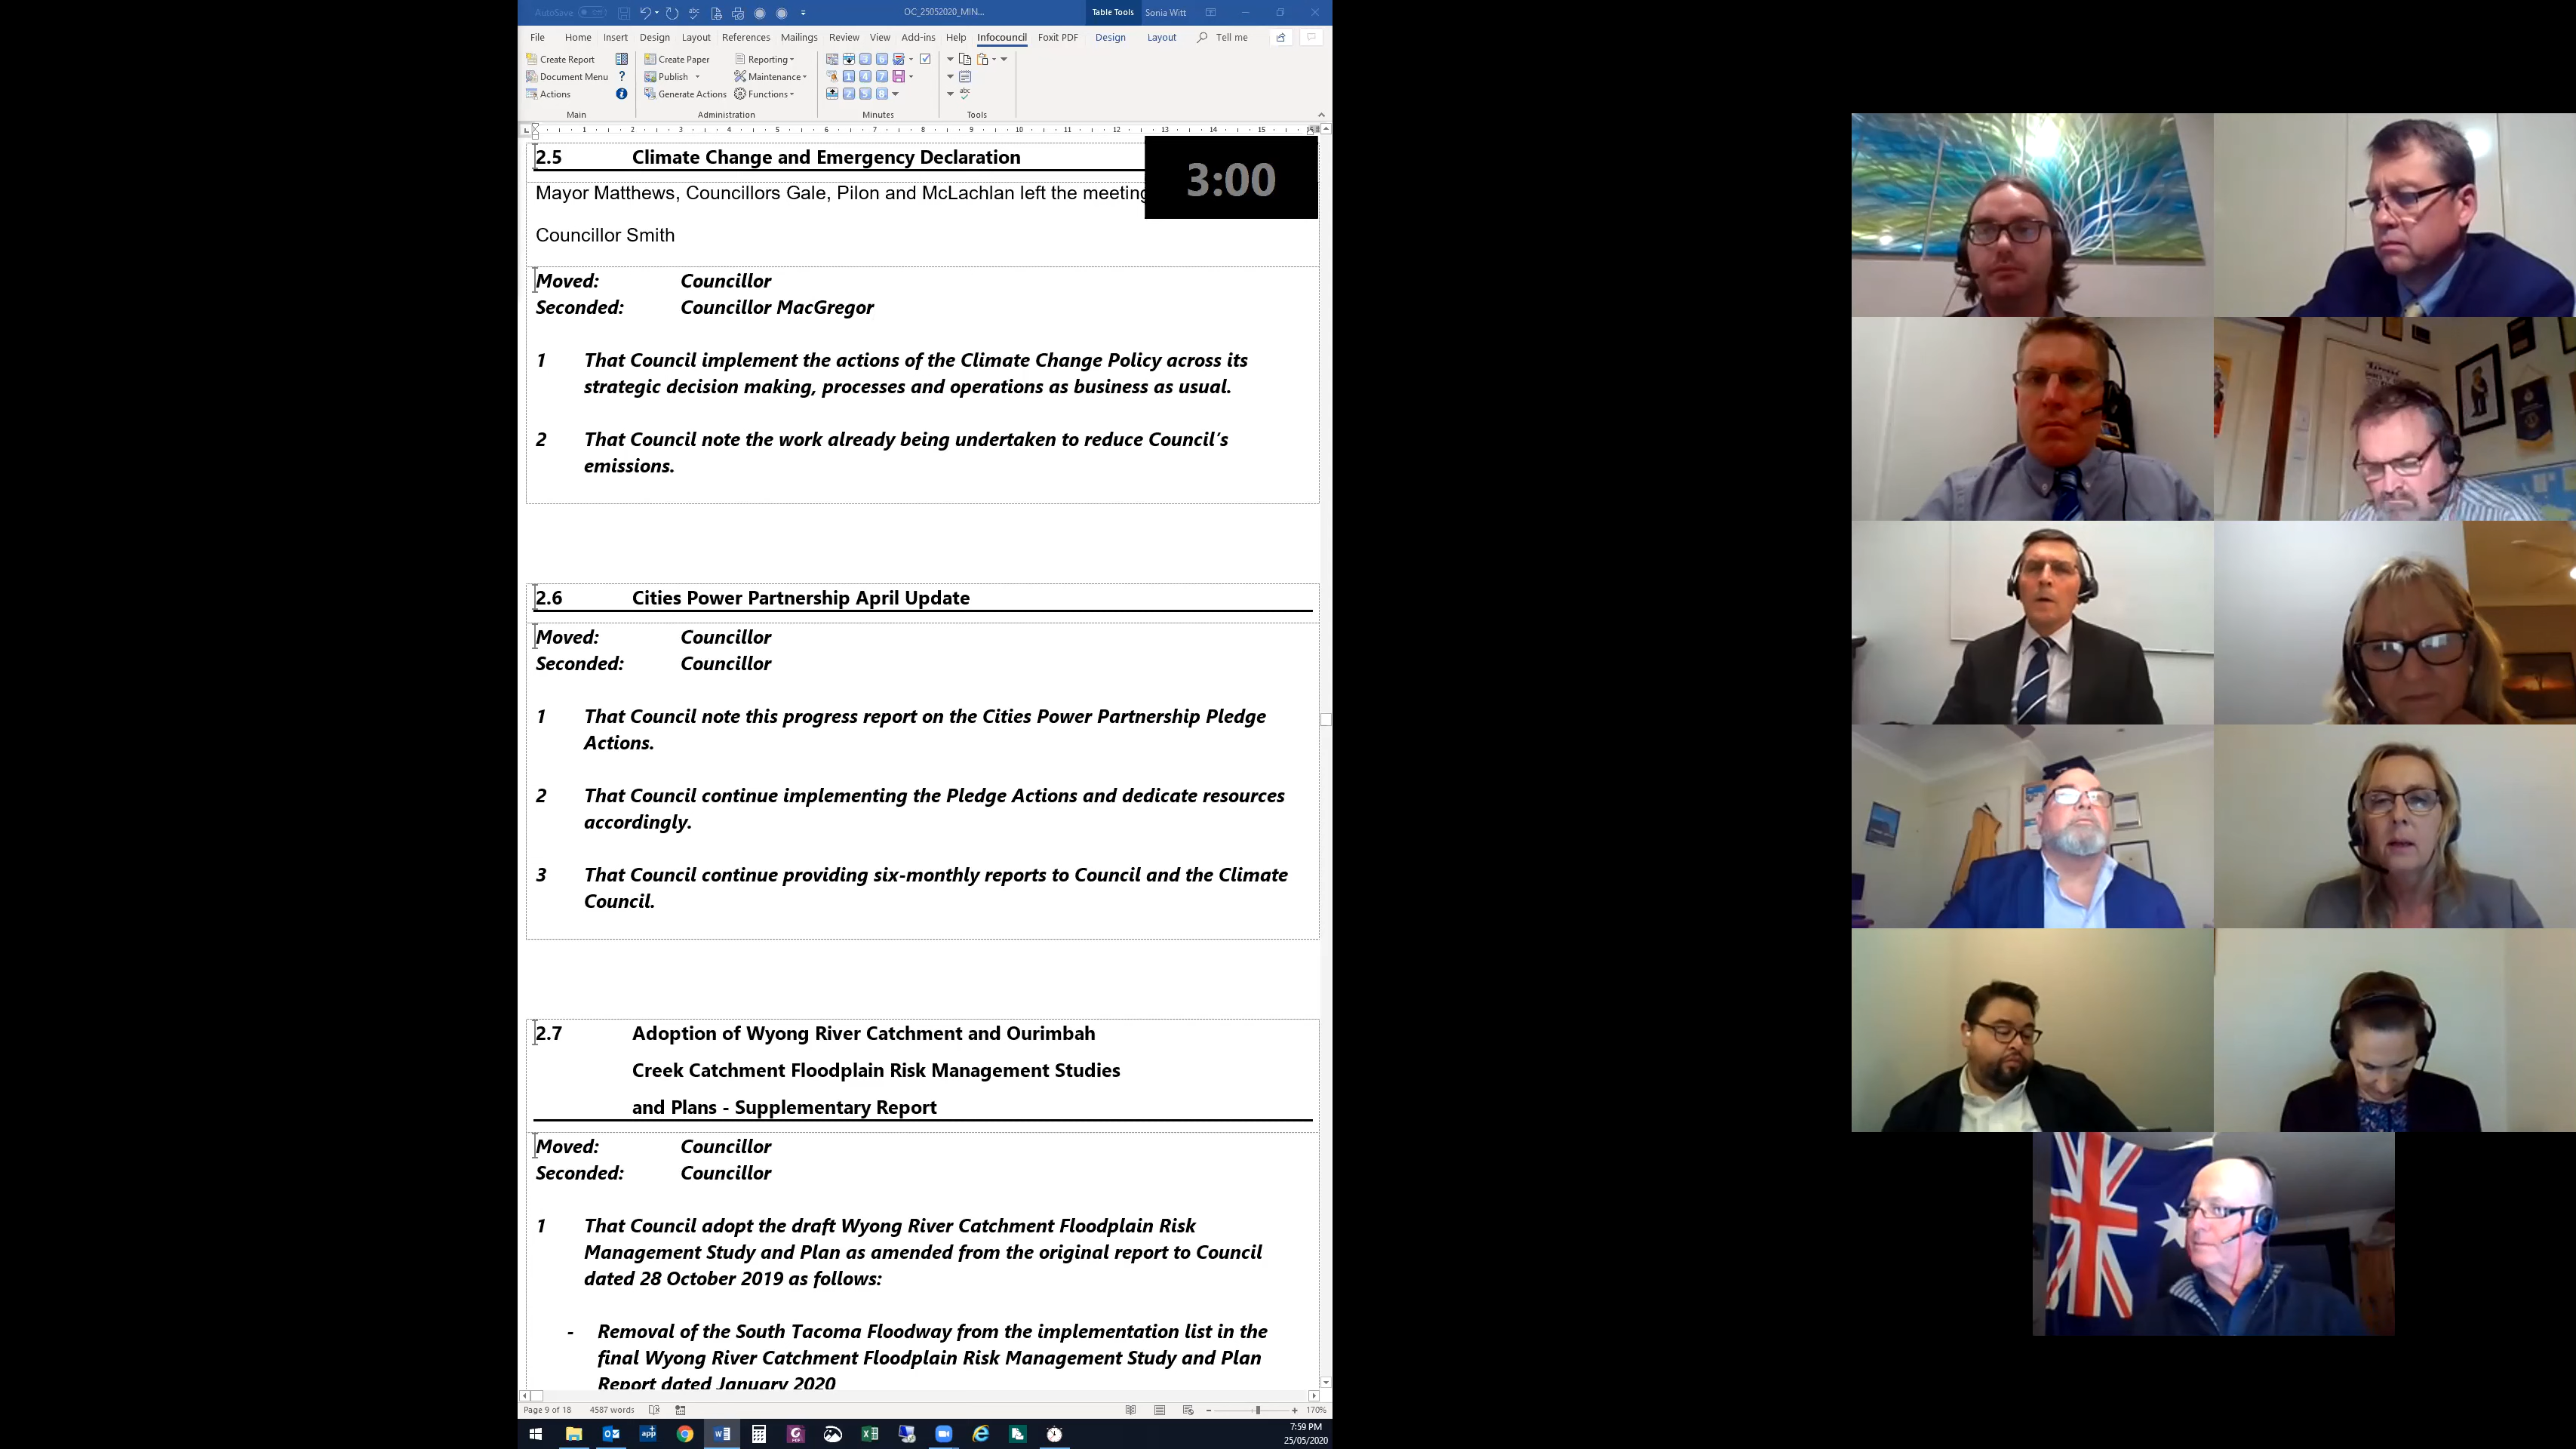 AutoSave
OC_25052020_MIN...
Table Tools
Sonia Witt
File Home Insert Design Layout References Mailings Review View Add-ins Help Infocouncil Foxit PDF Design Layout Tell me
Create Report
Document Menu
Actions
Main
Create Paper
Publish
Generate Actions
Reporting
Maintenance
Functions
Administration
Minutes
Tools
2.5 Climate Change and Emergency Declaration
3:00
Mayor Matthews, Councillors Gale, Pilon and McLachlan left the meeting
Councillor Smith
Moved: Councillor
Seconded: Councillor MacGregor
1 That Council implement the actions of the Climate Change Policy across its
strategic decision making, processes and operations as business as usual.
2 That Council note the work already being undertaken to reduce Council's
emissions.
2.6 Cities Power Partnership April Update
Moved: Councillor
Seconded: Councillor
1 That Council note this progress report on the Cities Power Partnership Pledge
Actions.
2 That Council continue implementing the Pledge Actions and dedicate resources
accordingly.
3 That Council continue providing six-monthly reports to Council and the Climate
Council.
2.7 Adoption of Wyong River Catchment and Ourimbah
Creek Catchment Floodplain Risk Management Studies
and Plans - Supplementary Report
Moved: Councillor
Seconded: Councillor
1 That Council adopt the draft Wyong River Catchment Floodplain Risk
Management Study and Plan as amended from the original report to Council
dated 28 October 2019 as follows:
- Removal of the South Tacoma Floodway from the implementation list in the
final Wyong River Catchment Floodplain Risk Management Study and Plan
Report dated January 2020
Page 9 of 18 4587 words
170%
7:59 PM
25/05/2020